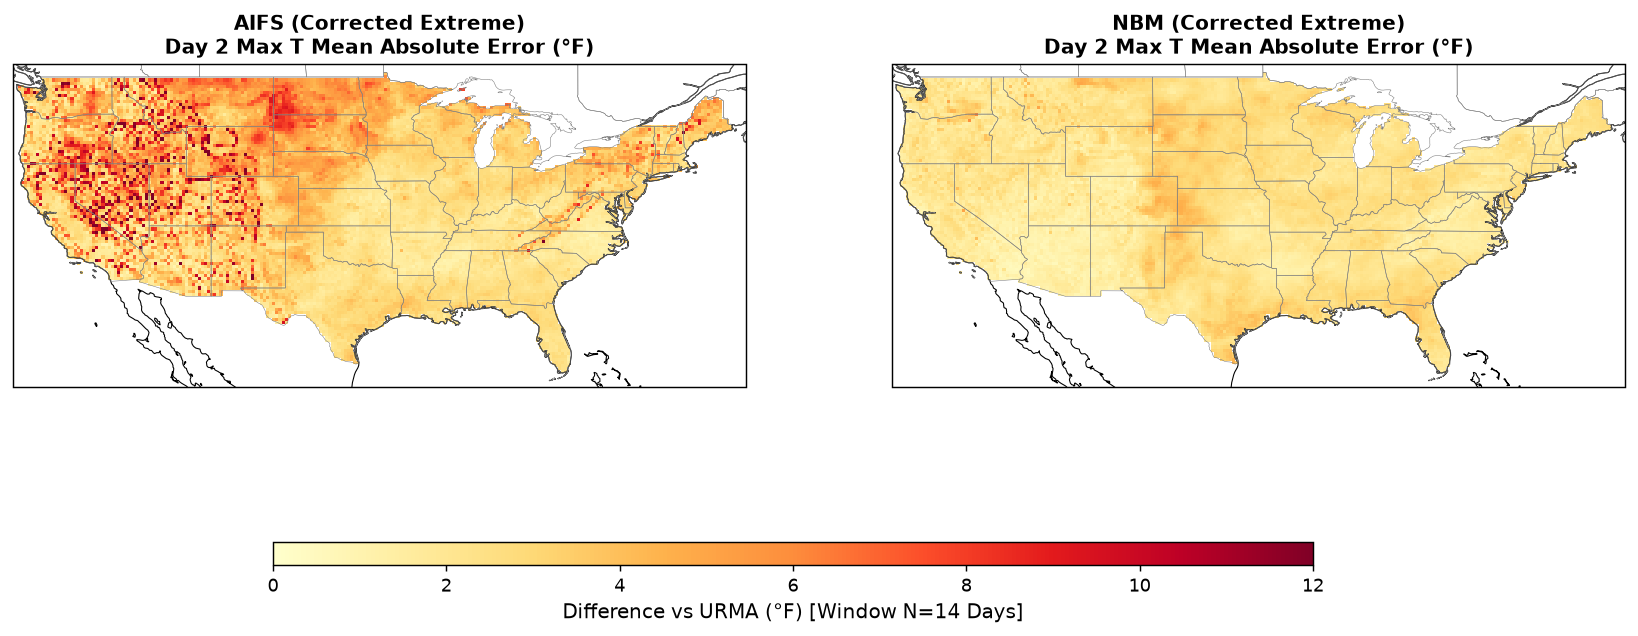 AIFS (Corrected Extreme)
Day 2 Max T Mean Absolute Error (°F)
NBM (Corrected Extreme)
Day 2 Max T Mean Absolute Error (°F)
0 2 4 6 8 10 12
Difference vs URMA (°F) [Window N=14 Days]